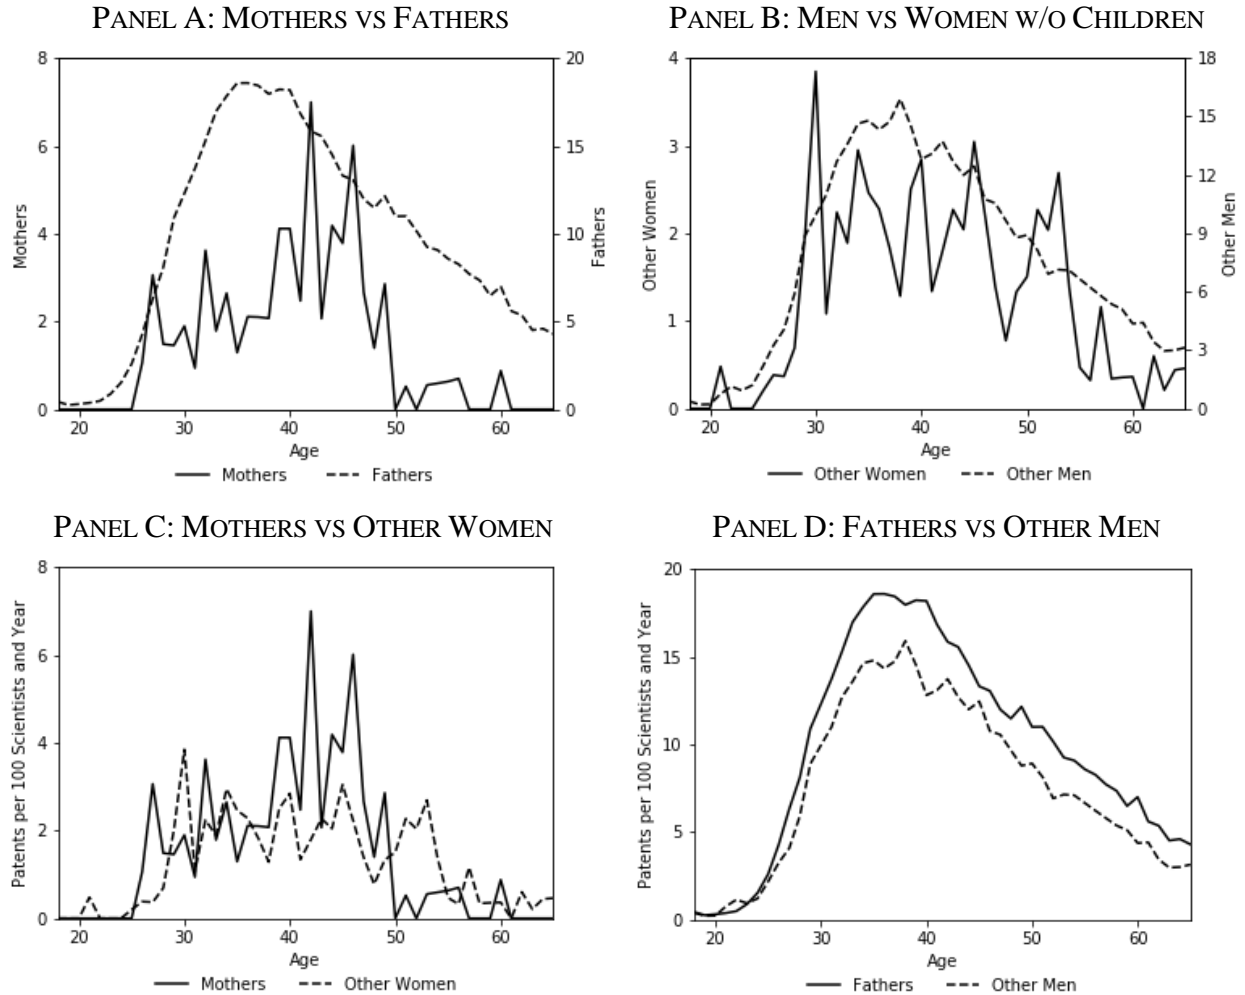 PANEL A: MOTHERS VS FATHERS
PANEL B: MEN VS WOMEN W/O CHILDREN
8
6
4
2
0
Mothers
20
15
10
5
0
Fathers
20 30 40 50 60
Age
Mothers Fathers
4
3
2
1
0
Other Women
18
15
12
9
6
3
0
Other Men
20 30 40 50 60
Age
Other Women Other Men
PANEL C: MOTHERS VS OTHER WOMEN
PANEL D: FATHERS VS OTHER MEN
8
6
4
2
0
Patents per 100 Scientists and Year
20 30 40 50 60
Age
Mothers Other Women
20
15
10
5
0
Patents per 100 Scientists and Year
20 30 40 50 60
Age
Fathers Other Men